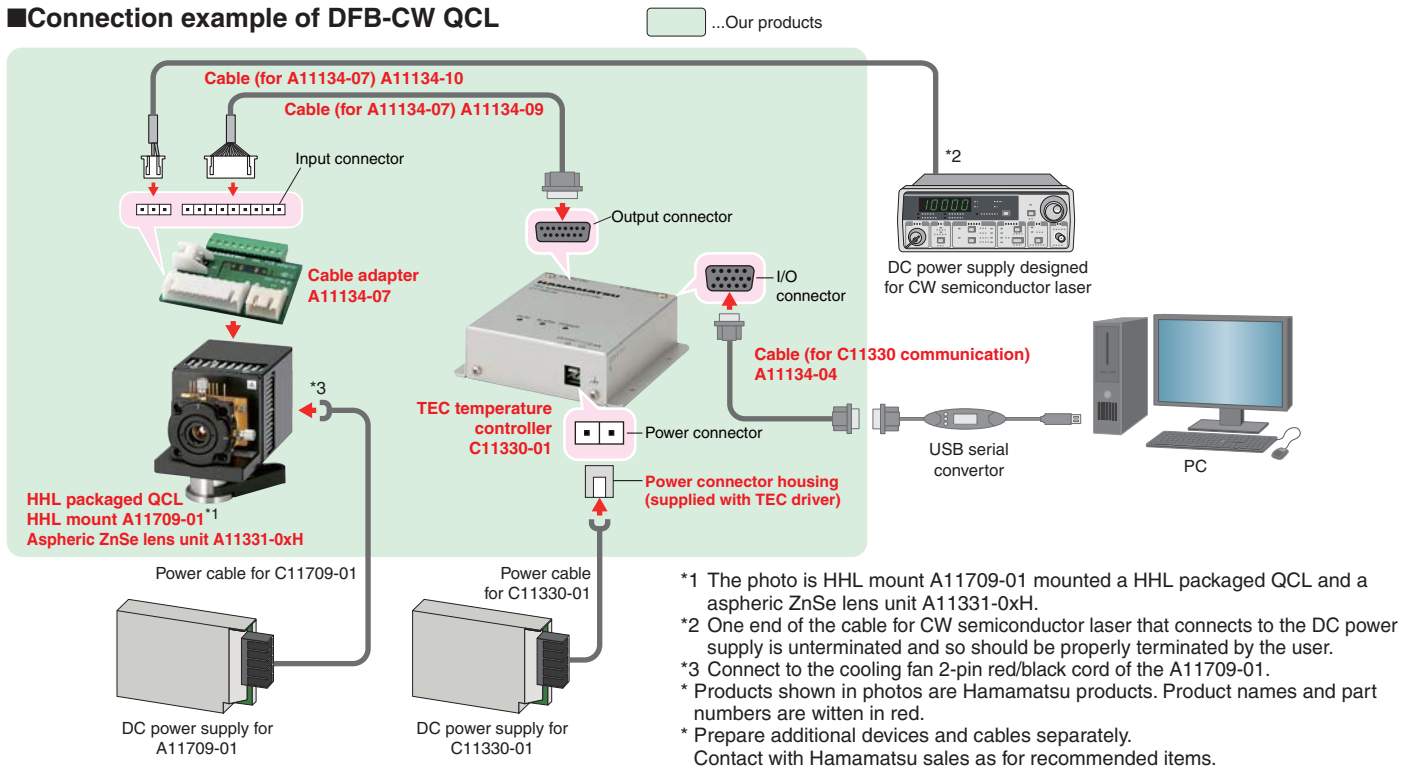 ■Connection example of DFB-CW QCL
...Our products
Cable (for A11134-07) A11134-10
Cable (for A11134-07) A11134-09
Input connector
*2
Output connector
10000
DC power supply designed
for CW semiconductor laser
I/O
connector
Cable adapter
A11134-07
HAMAMATSU
Cable (for C11330 communication)
A11134-04
*3
TEC temperature
controller
C11330-01
Power connector
USB serial
convertor
PC
Power connector housing
(supplied with TEC driver)
HHL packaged QCL
HHL mount A11709-01*1
Aspheric ZnSe lens unit A11331-0xH
Power cable for C11709-01
Power cable
for C11330-01
DC power supply for
A11709-01
DC power supply for
C11330-01
*1 The photo is HHL mount A11709-01 mounted a HHL packaged QCL and a
aspheric ZnSe lens unit A11331-0xH.
*2 One end of the cable for CW semiconductor laser that connects to the DC power
supply is unterminated and so should be properly terminated by the user.
*3 Connect to the cooling fan 2-pin red/black cord of the A11709-01.
* Products shown in photos are Hamamatsu products. Product names and part
numbers are witten in red.
* Prepare additional devices and cables separately.
Contact with Hamamatsu sales as for recommended items.